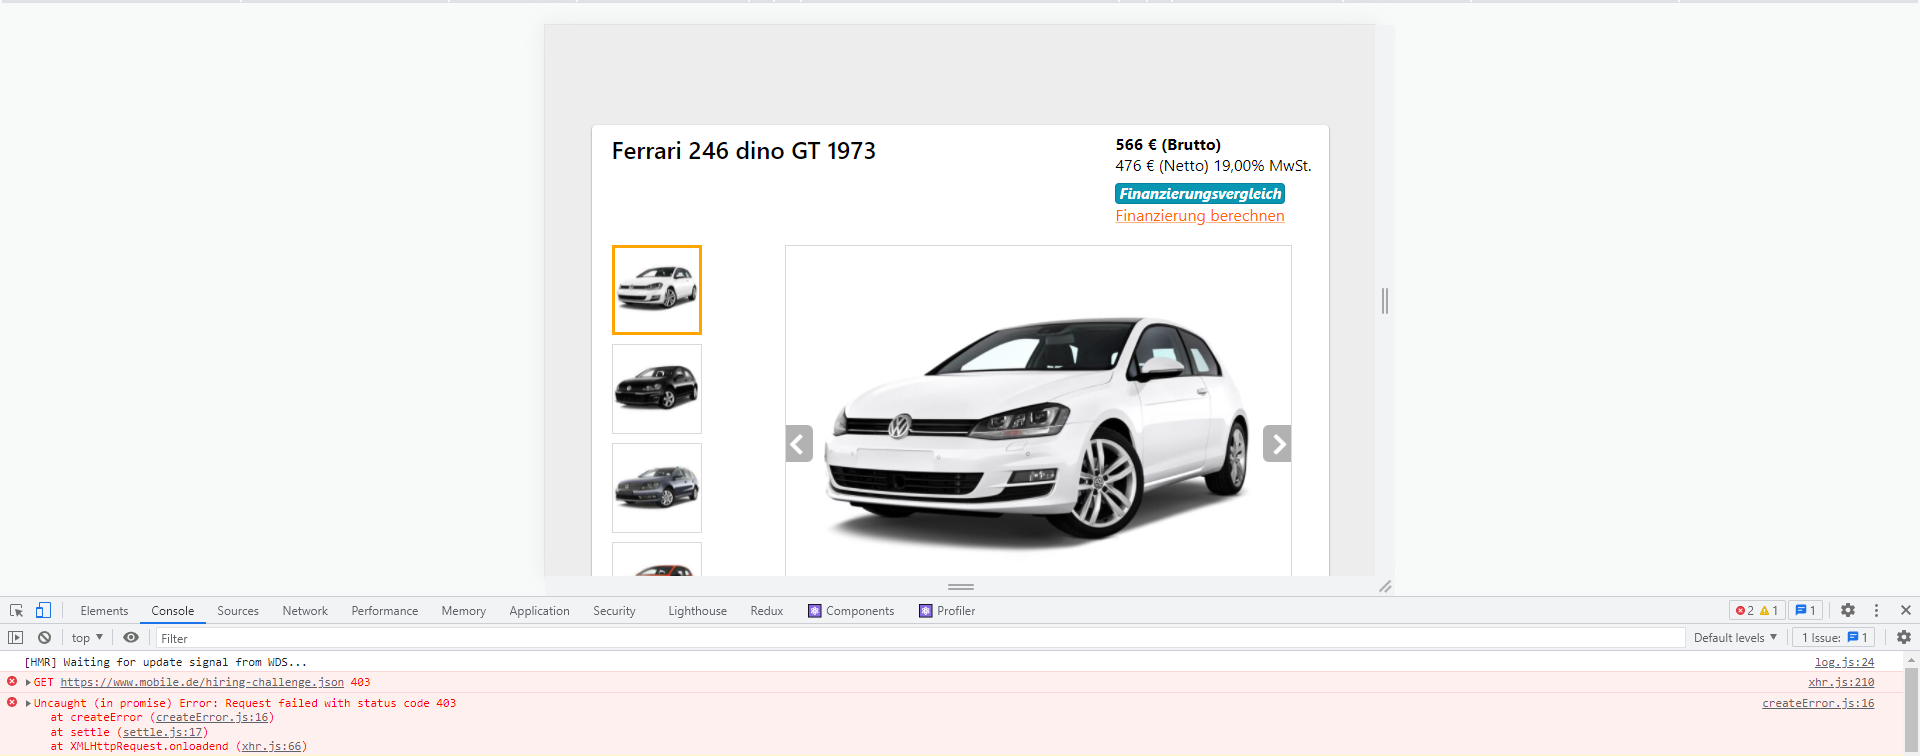 Ferrari 246 dino GT 1973
566 € (Brutto)
476 € (Netto) 19,00% MwSt.
Finanzierungsvergleich
Finanzierung berechnen
Elements Console Sources Network Performance Memory Application Security Lighthouse Redux Components Profiler 2 1 1
top Filter Default levels 1 Issue: 1
[HMR] Waiting for update signal from WDS... log.js:24
GET https://www.mobile.de/hiring-challenge.json 403 xhr.js:210
Uncaught (in promise) Error: Request failed with status code 403 createError.js:16
at createError (createError.js:16)
at settle (settle.js:17)
at XMLHttpRequest.onloadend (xhr.js:66)